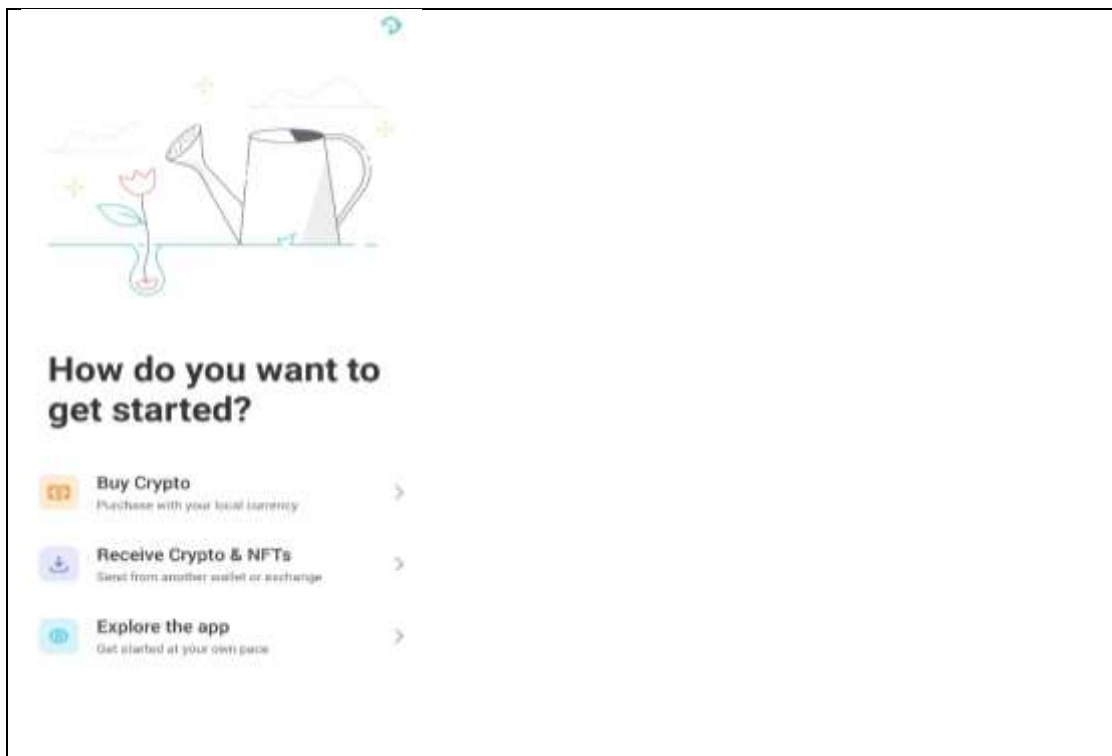 How do you want to
get started?
Buy Crypto
Purchase with your local currency
Receive Crypto & NFTs
Send from another wallet or exchange
Explore the app
Get started at your own pace